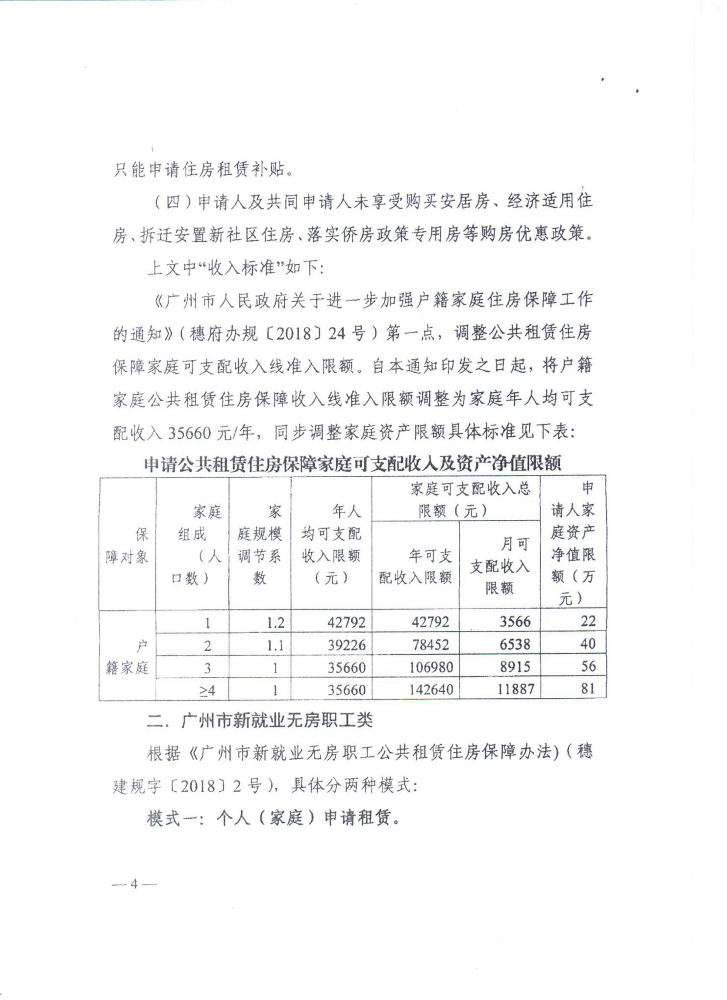 只能申请住房租赁补贴。
（四）申请人及共同申请人未享受购买安居房、经济适用住
房、拆迁安置新社区住房、落实侨房政策专用房等购房优惠政策。
上文中“收入标准”如下：
《广州市人民政府关于进一步加强户籍家庭住房保障工作
的通知》（穗府办规〔2018〕24号）第一点，调整公共租赁住房
保障家庭可支配收入线准入限额。自本通知印发之日起，将户籍
家庭公共租赁住房保障收入线准入限额调整为家庭年人均可支
配收入 35660 元/年，同步调整家庭资产限额具体标准见下表：
申请公共租赁住房保障家庭可支配收入及资产净值限额
保
障对象
家庭
组成
（人
口数）
家
庭规模
调节系
数
年人
均可支配
收入限额
（元）
家庭可支配收入总
限额（元）
年可支
配收入限额
月可
支配收入
限额
申
请人家
庭资产
净值限
额（万
元）
户
籍家庭
1 1.2 42792 42792 3566 22
2 1.1 39226 78452 6538 40
3 1 35660 106980 8915 56
≥4 1 35660 142640 11887 81
二．广州市新就业无房职工类
根据《广州市新就业无房职工公共租赁住房保障办法)（穗
建规字〔2018〕2 号），具体分两种模式：
模式一：个人（家庭）申请租赁。
— 4 —